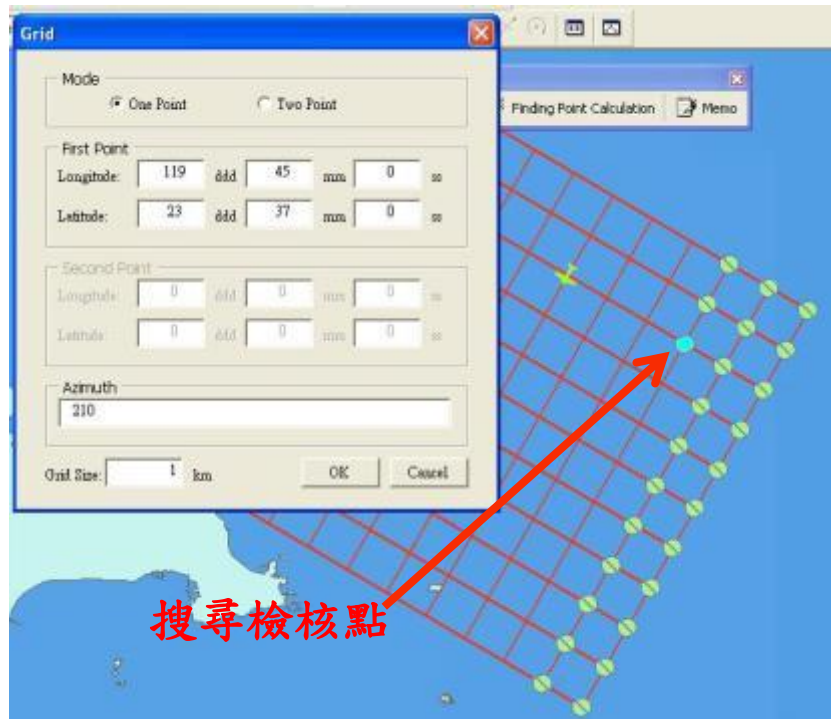 Grid
Mode
One Point Two Point
Finding Point Calculation Memo
First Point
Longitude: 119 ddd 45 mm 0 ss
Latitude: 23 ddd 37 mm 0 ss
Second Point
Longitude: 0 ddd 0 mm 0 ss
Latitude: 0 ddd 0 mm 0 ss
Azimuth
210
Grid Size: 1 km OK Cancel
搜尋檢核點